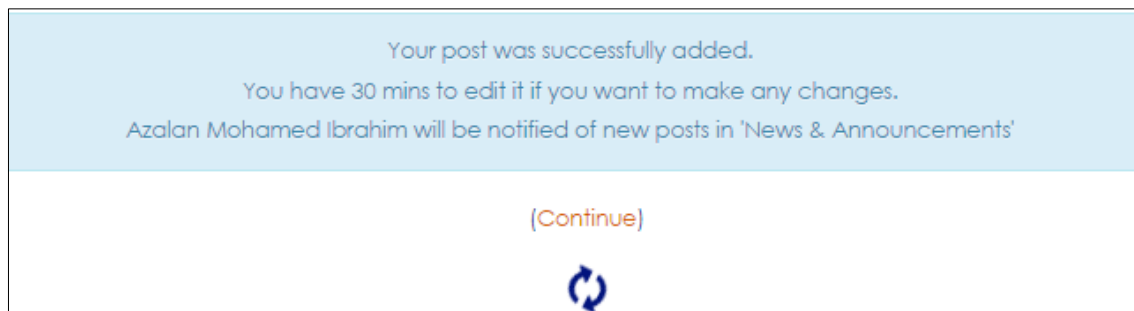 Your post was successfully added.
You have 30 mins to edit it if you want to make any changes.
Azalan Mohamed Ibrahim will be notified of new posts in 'News & Announcements'
(Continue)